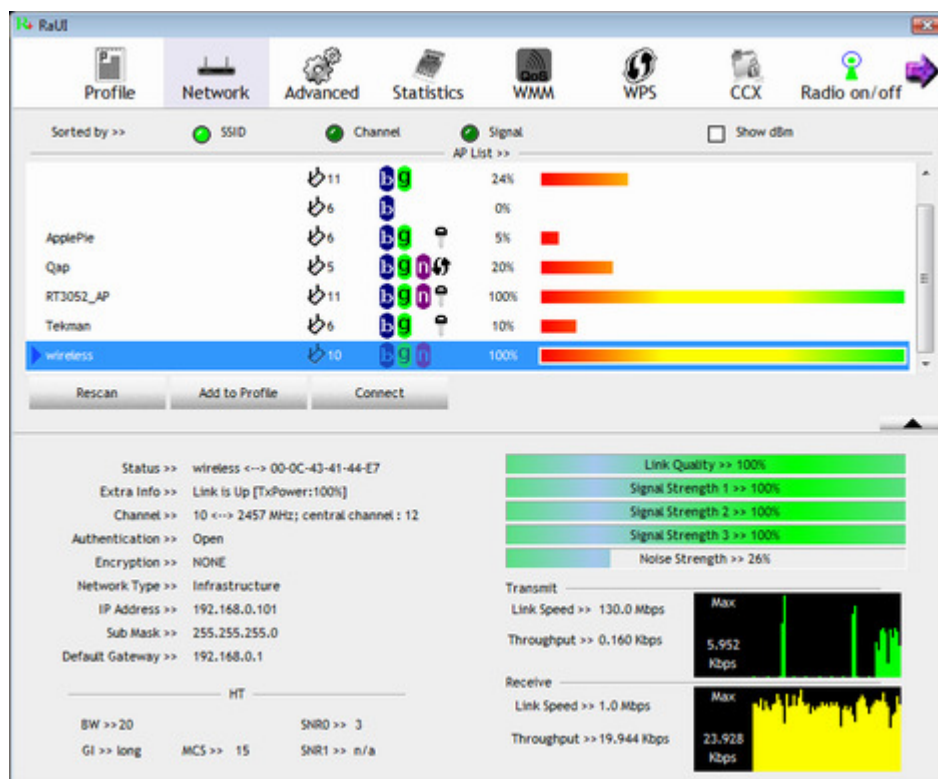 RaUI
Profile Network Advanced Statistics WMM WPS CCX Radio on/off
QoS
Sorted by >> SSID Channel Signal Show dBm
AP List >>
11 b g 24%
6 b 0%
ApplePie 6 b g 5%
Qap 5 b g n 20%
RT3052_AP 11 b g n 100%
Tekman 6 b g 10%
wireless 10 b g n 100%
Rescan Add to Profile Connect
Status >> wireless <--> 00-0C-43-41-44-E7
Extra Info >> Link is Up [TxPower:100%]
Channel >> 10 <--> 2457 MHz; central channel : 12
Authentication >> Open
Encryption >> NONE
Network Type >> Infrastructure
IP Address >> 192.168.0.101
Sub Mask >> 255.255.255.0
Default Gateway >> 192.168.0.1
HT
BW >> 20 SNR0 >> 3
GI >> long MCS >> 15 SNR1 >> n/a
Link Quality >> 100%
Signal Strength 1 >> 100%
Signal Strength 2 >> 100%
Signal Strength 3 >> 100%
Noise Strength >> 26%
Transmit
Link Speed >> 130.0 Mbps
Throughput >> 0.160 Kbps
Max
5.952
Kbps
Receive
Link Speed >> 1.0 Mbps
Throughput >> 19.944 Kbps
Max
23.928
Kbps